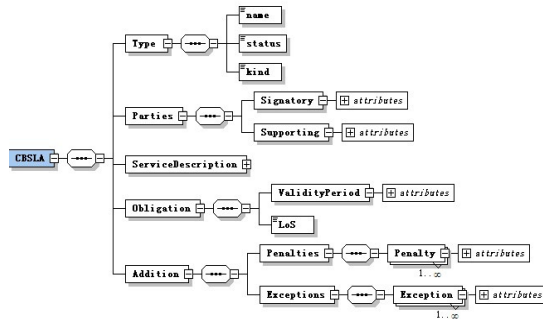 name
Type
status
kind
Signatory
attributes
Parties
Supporting
attributes
CBSLA
ServiceDescription
ValidityPeriod
attributes
Obligation
LoS
Penalties
Penalty
attributes
1..∞
Addition
Exceptions
Exception
attributes
1..∞